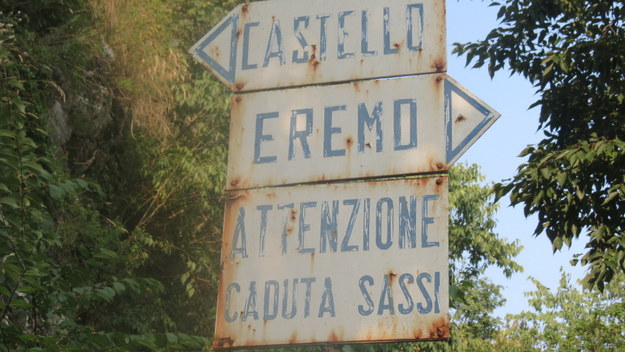 CASTELLO
EREMO
ATTENZIONE
CADUTA SASSI